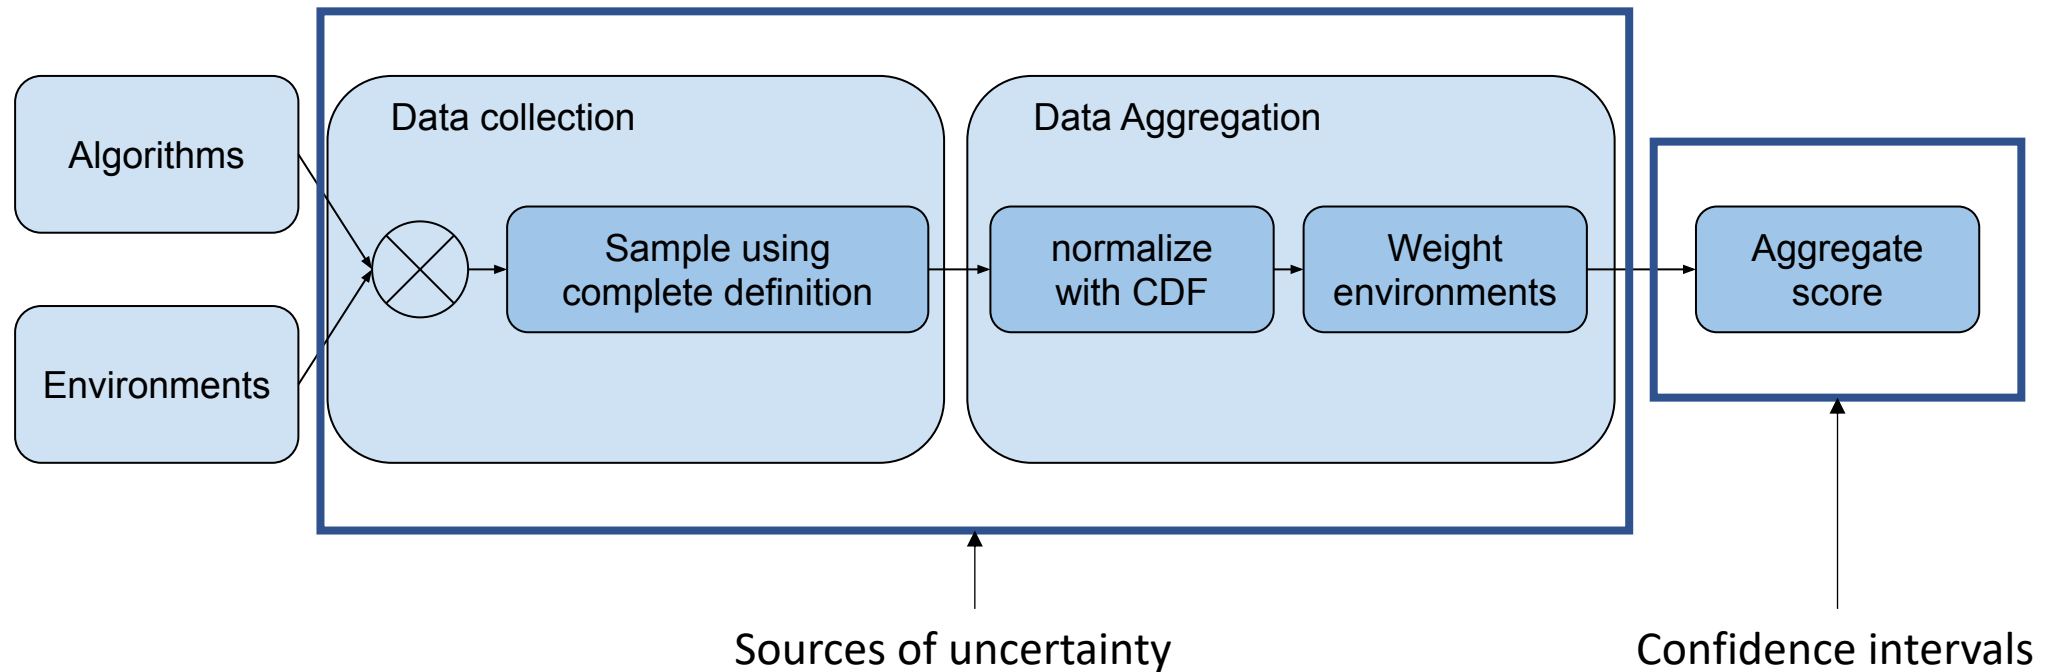 Data collection
Data Aggregation
Algorithms
Environments
Sample using
complete definition
normalize
with CDF
Weight
environments
Aggregate
score
Sources of uncertainty
Confidence intervals